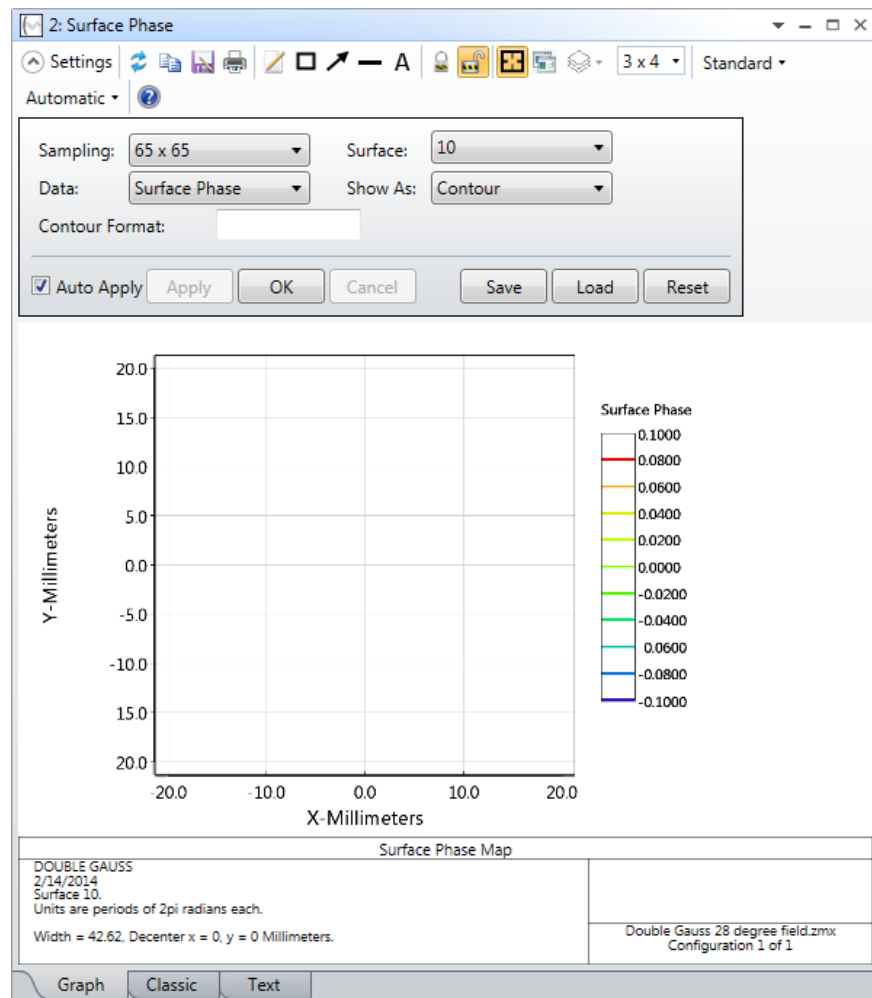 2: Surface Phase
Settings A 3 x 4 Standard
Automatic
Sampling: 65 x 65 Surface: 10
Data: Surface Phase Show As: Contour
Contour Format:
Auto Apply Apply OK Cancel Save Load Reset
20.0
15.0
10.0
5.0
0.0
-5.0
-10.0
15.0
20.0
Y-Millimeters
-20.0 -10.0 0.0 10.0 20.0
X-Millimeters
Surface Phase
0.1000
0.0800
0.0600
0.0400
0.0200
0.0000
-0.0200
-0.0400
0.0600
-0.0800
-0.1000
Surface Phase Map
DOUBLE GAUSS
2/14/2014
Surface 10.
Units are periods of 2pi radians each.
Width = 42.62, Decenter x = 0, y = 0 Millimeters.
Double Gauss 28 degree field.zmx
Configuration 1 of 1
Graph Classic Text